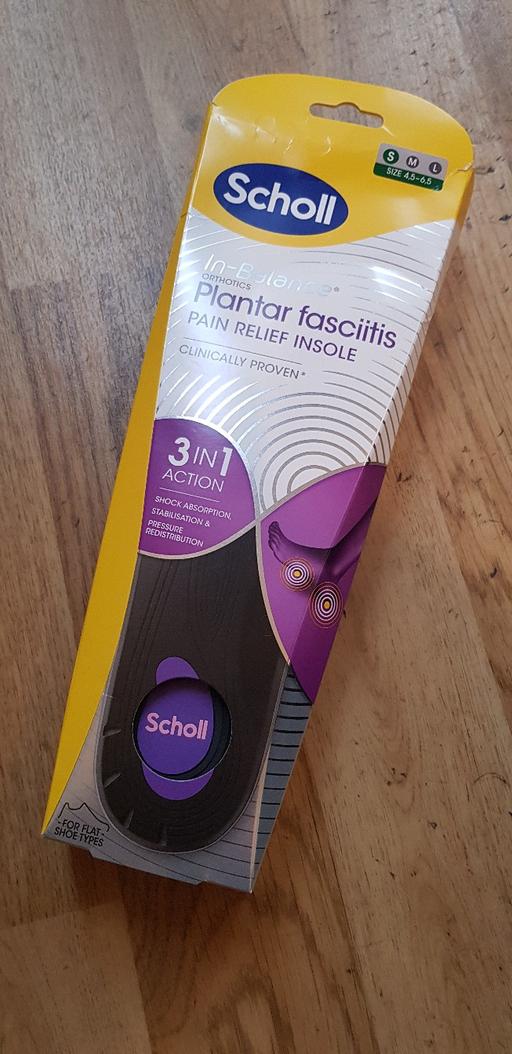 S M L
SIZE 4,5-6.5
Scholl
In-Balance®
ORTHOTICS
Plantar fasciitis
PAIN RELIEF INSOLE
CLINICALLY PROVEN*
3 IN 1
ACTION
SHOCK ABSORPTION,
STABILISATION &
PRESSURE
REDISTRIBUTION
Scholl
-FOR FLAT-
SHOE TYPES